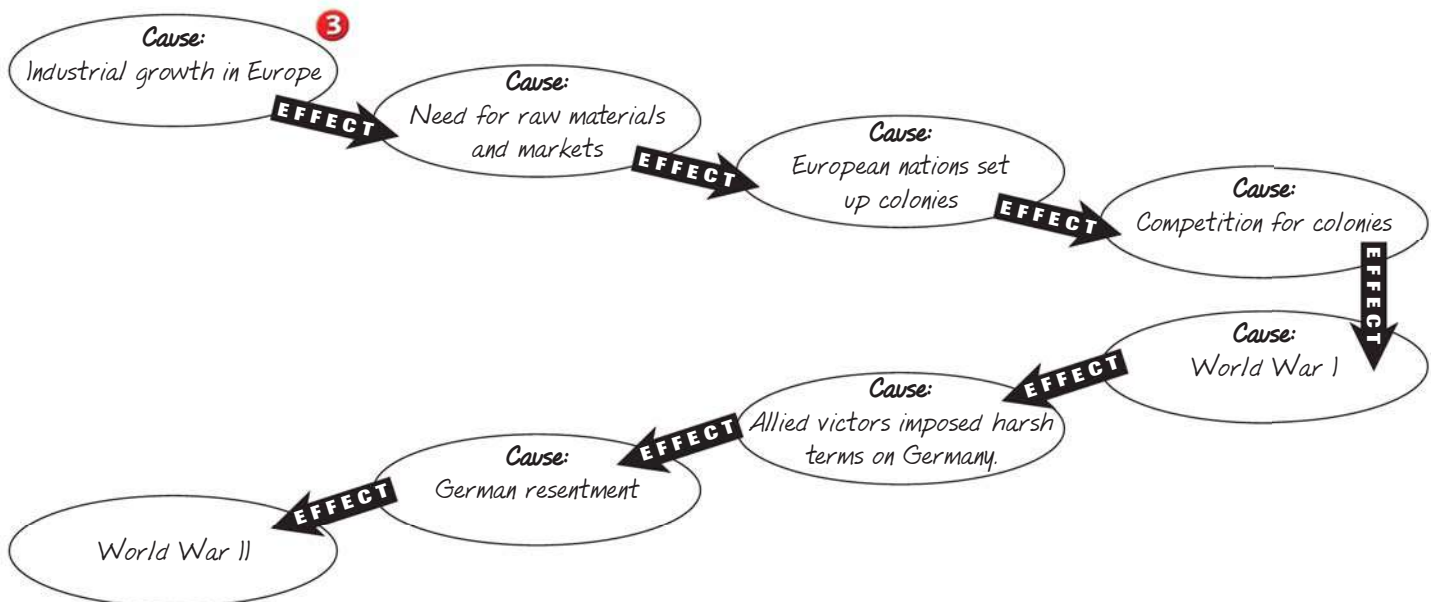 3
Cause:
Industrial growth in Europe
EFFECT
Cause:
Need for raw materials
and markets
EFFECT
Cause:
European nations set
up colonies
EFFECT
Cause:
Competition for colonies
EFFECT
Cause:
World War I
EFFECT
Cause:
Allied victors imposed harsh
terms on Germany.
EFFECT
Cause:
German resentment
EFFECT
World War II